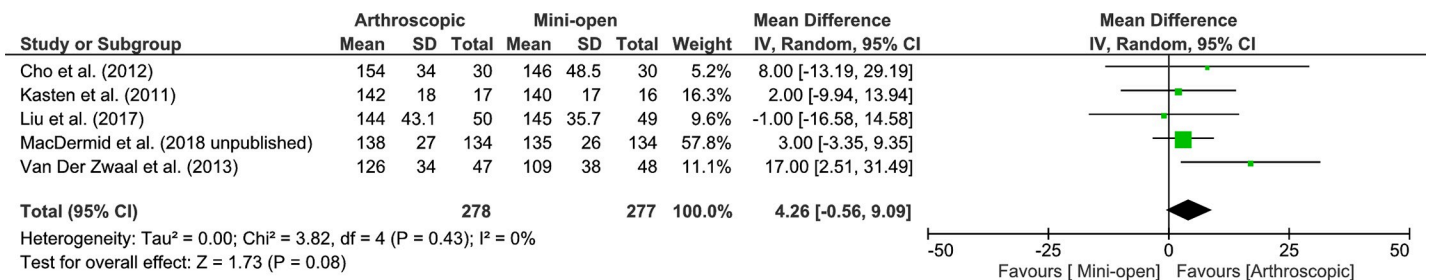 Arthroscopic Mini-open Mean Difference Mean Difference
Study or Subgroup Mean SD Total Mean SD Total Weight IV, Random, 95% CI IV, Random, 95% CI
Cho et al. (2012) 154 34 30 146 48.5 30 5.2% 8.00 [-13.19, 29.19]
Kasten et al. (2011) 142 18 17 140 17 16 16.3% 2.00 [-9.94, 13.94]
Liu et al. (2017) 144 43.1 50 145 35.7 49 9.6% -1.00 [-16.58, 14.58]
MacDermid et al. (2018 unpublished) 138 27 134 135 26 134 57.8% 3.00 [-3.35, 9.35]
Van Der Zwaal et al. (2013) 126 34 47 109 38 48 11.1% 17.00 [2.51, 31.49]
Total (95% CI) 278 277 100.0% 4.26 [-0.56, 9.09]
Heterogeneity: Tau² = 0.00; Chi² = 3.82, df = 4 (P = 0.43); I² = 0%
Test for overall effect: Z = 1.73 (P = 0.08)
-50 -25 0 25 50
Favours [ Mini-open] Favours [Arthroscopic]